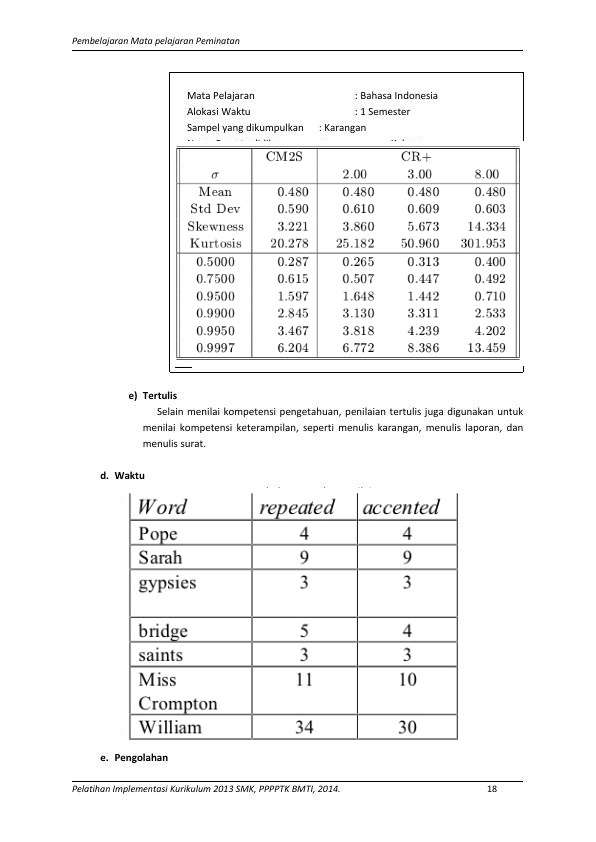 Pembelajaran Mata pelajaran Peminatan
Mata Pelajaran : Bahasa Indonesia
Alokasi Waktu : 1 Semester
Sampel yang dikumpulkan : Karangan
CM2S CR+
σ 2.00 3.00 8.00
Mean 0.480 0.480 0.480 0.480
Std Dev 0.590 0.610 0.609 0.603
Skewness 3.221 3.860 5.673 14.334
Kurtosis 20.278 25.182 50.960 301.953
0.5000 0.287 0.265 0.313 0.400
0.7500 0.615 0.507 0.447 0.492
0.9500 1.597 1.648 1.442 0.710
0.9900 2.845 3.130 3.311 2.533
0.9950 3.467 3.818 4.239 4.202
0.9997 6.204 6.772 8.386 13.459
e) Tertulis
Selain menilai kompetensi pengetahuan, penilaian tertulis juga digunakan untuk
menilai kompetensi keterampilan, seperti menulis karangan, menulis laporan, dan
menulis surat.
d. Waktu
Word repeated accented
Pope 4 4
Sarah 9 9
gypsies 3 3
bridge 5 4
saints 3 3
Miss 11 10
Crompton
William 34 30
e. Pengolahan
Pelatihan Implementasi Kurikulum 2013 SMK, PPPPTK BMTI, 2014. 18